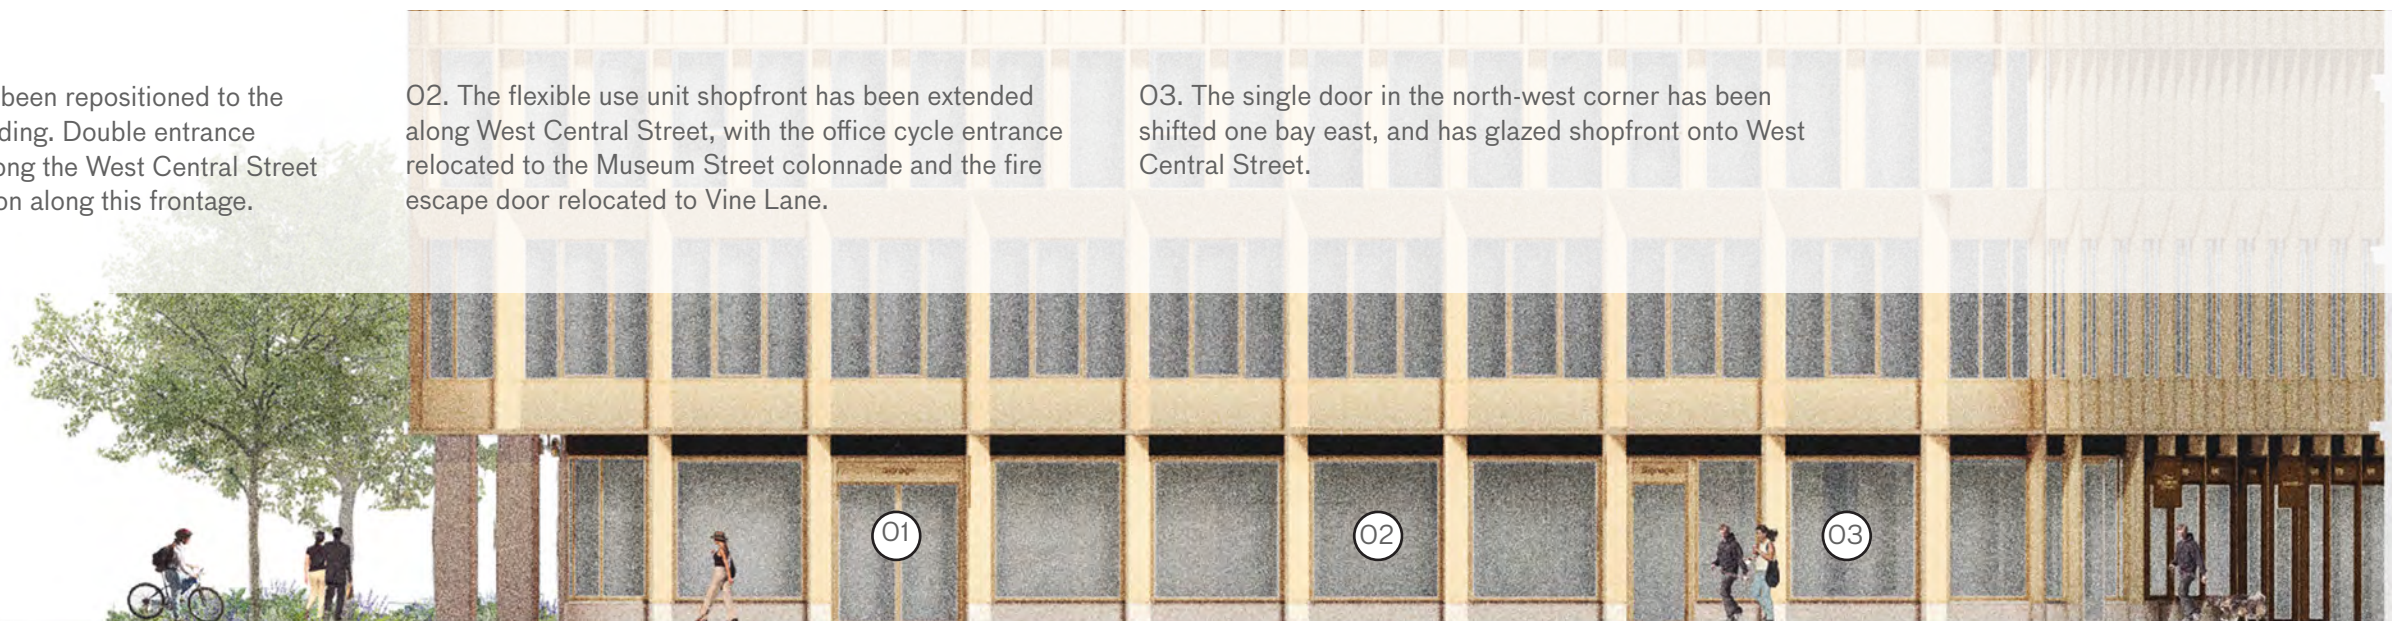 been repositioned to the
ding. Double entrance
ong the West Central Street
on along this frontage.
02. The flexible use unit shopfront has been extended
along West Central Street, with the office cycle entrance
relocated to the Museum Street colonnade and the fire
escape door relocated to Vine Lane.
03. The single door in the north-west corner has been
shifted one bay east, and has glazed shopfront onto West
Central Street.
Signage
Signage
01
02
03